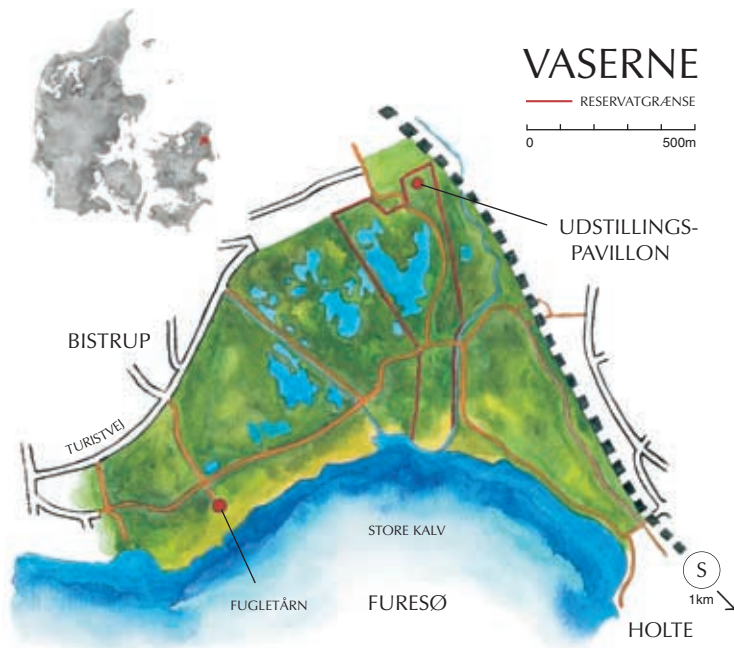 VASERNE
RESERVATGRÆNSE
0 500m
UDSTILLINGS-
PAVILLON
BISTRUP
TURISTVEJ
STORE KALV
FUGLETÅRN
FURESØ
S
1km
HOLTE